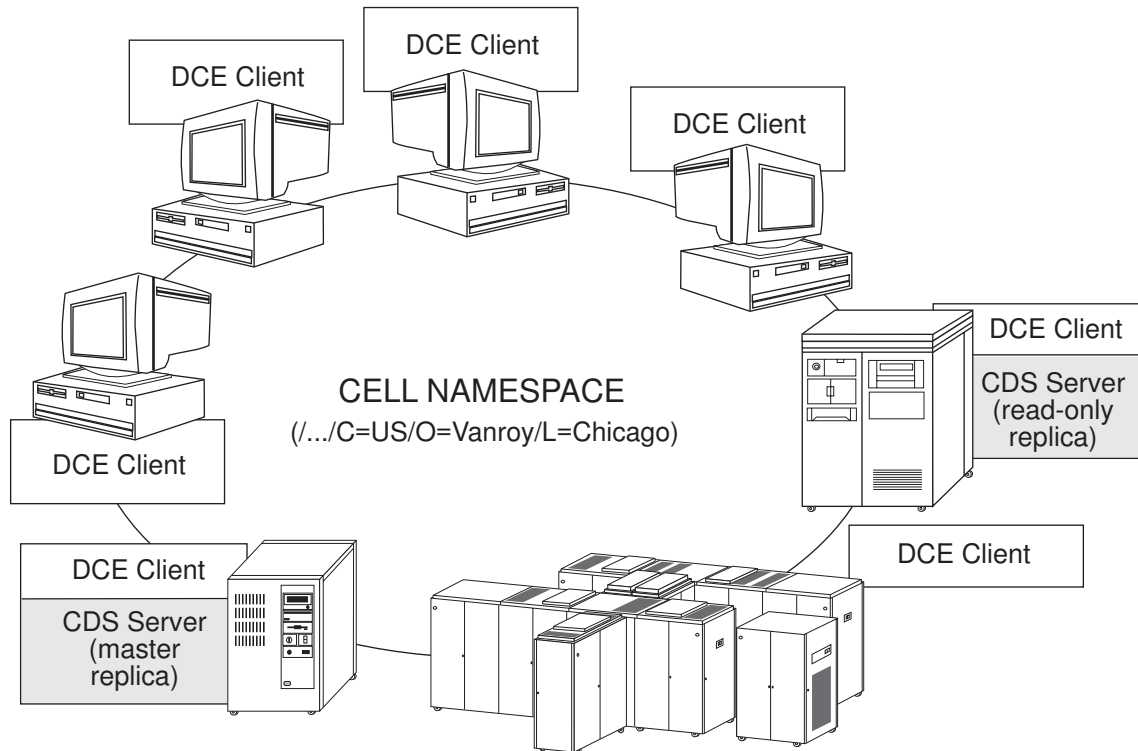 DCE Client
DCE Client
DCE Client
DCE Client
CDS Server
(read-only
replica)
CELL NAMESPACE
(/.../C=US/O=Vanroy/L=Chicago)
DCE Client
DCE Client
DCE Client
CDS Server
(master
replica)